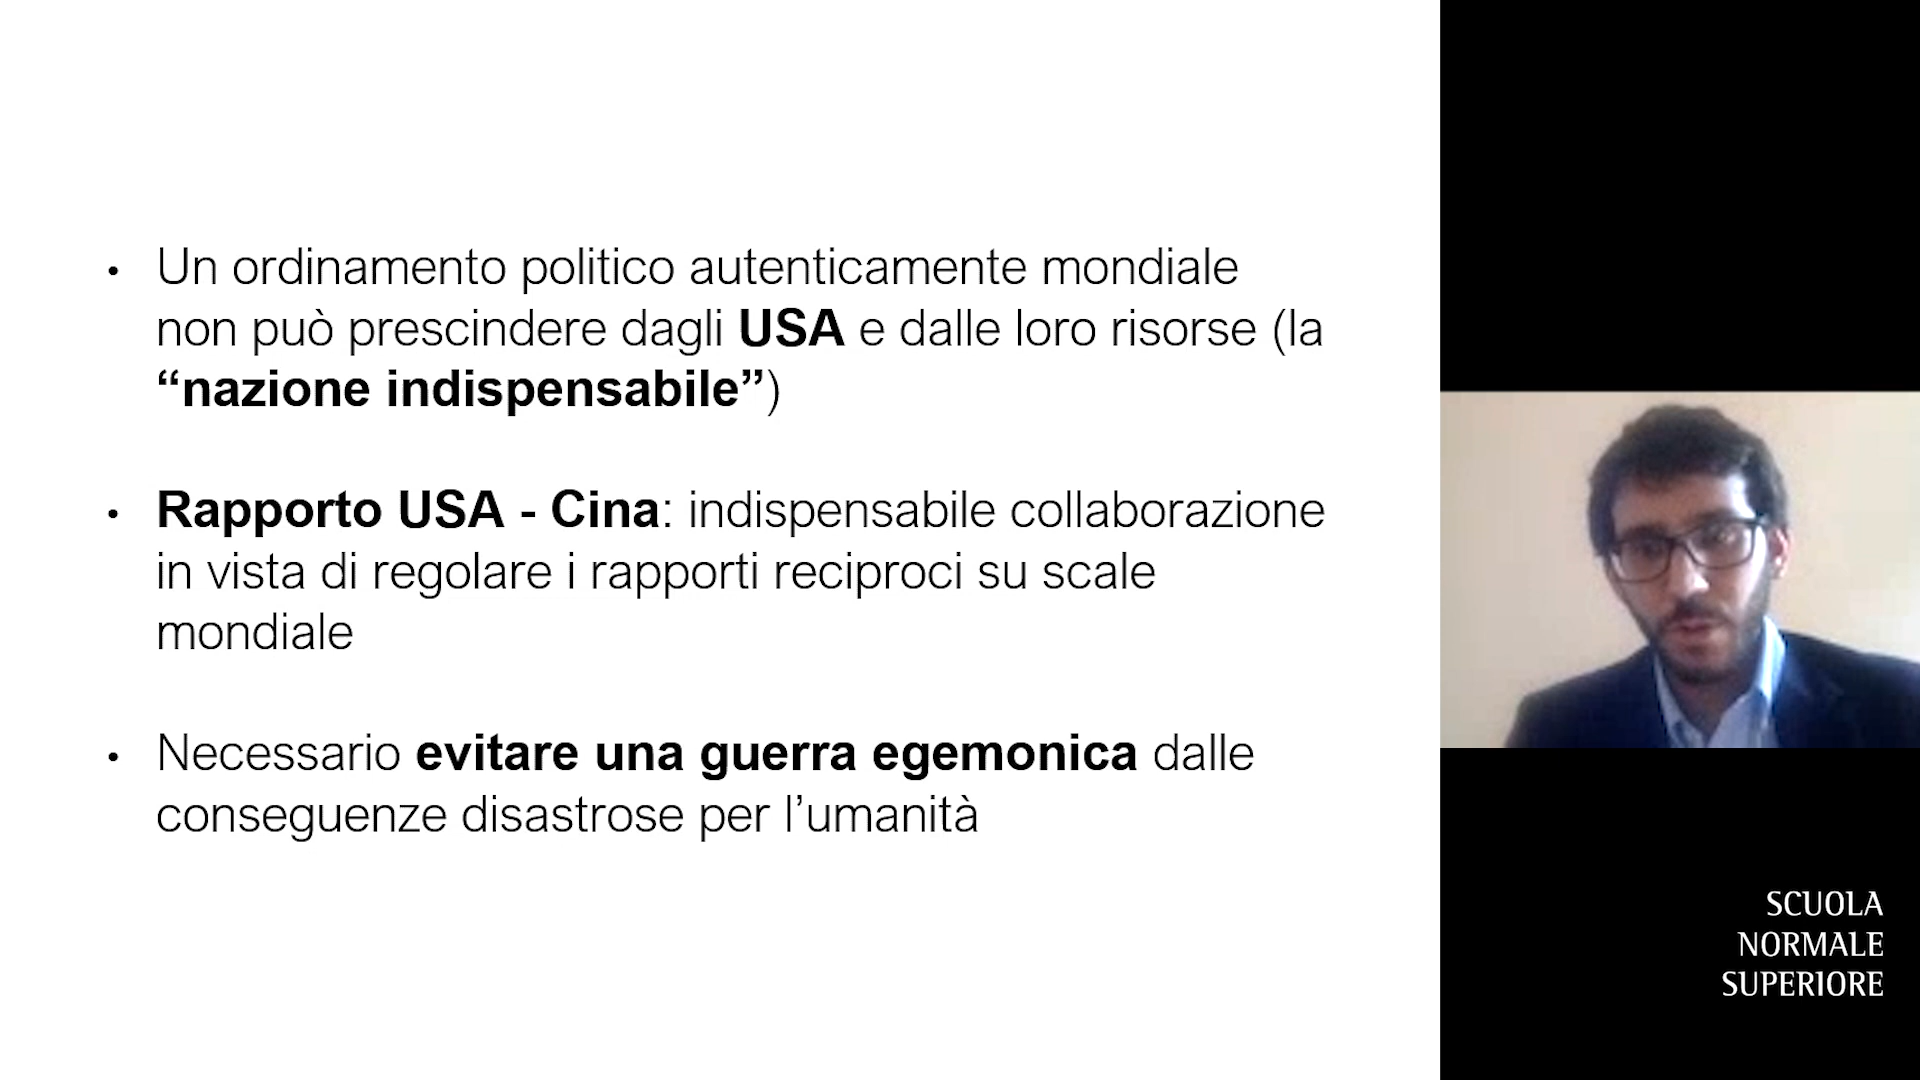 • Un ordinamento politico autenticamente mondiale
non può prescindere dagli USA e dalle loro risorse (la
“nazione indispensabile”)
• Rapporto USA - Cina: indispensabile collaborazione
in vista di regolare i rapporti reciproci su scale
mondiale
• Necessario evitare una guerra egemonica dalle
conseguenze disastrose per l’umanità
SCUOLA
NORMALE
SUPERIORE